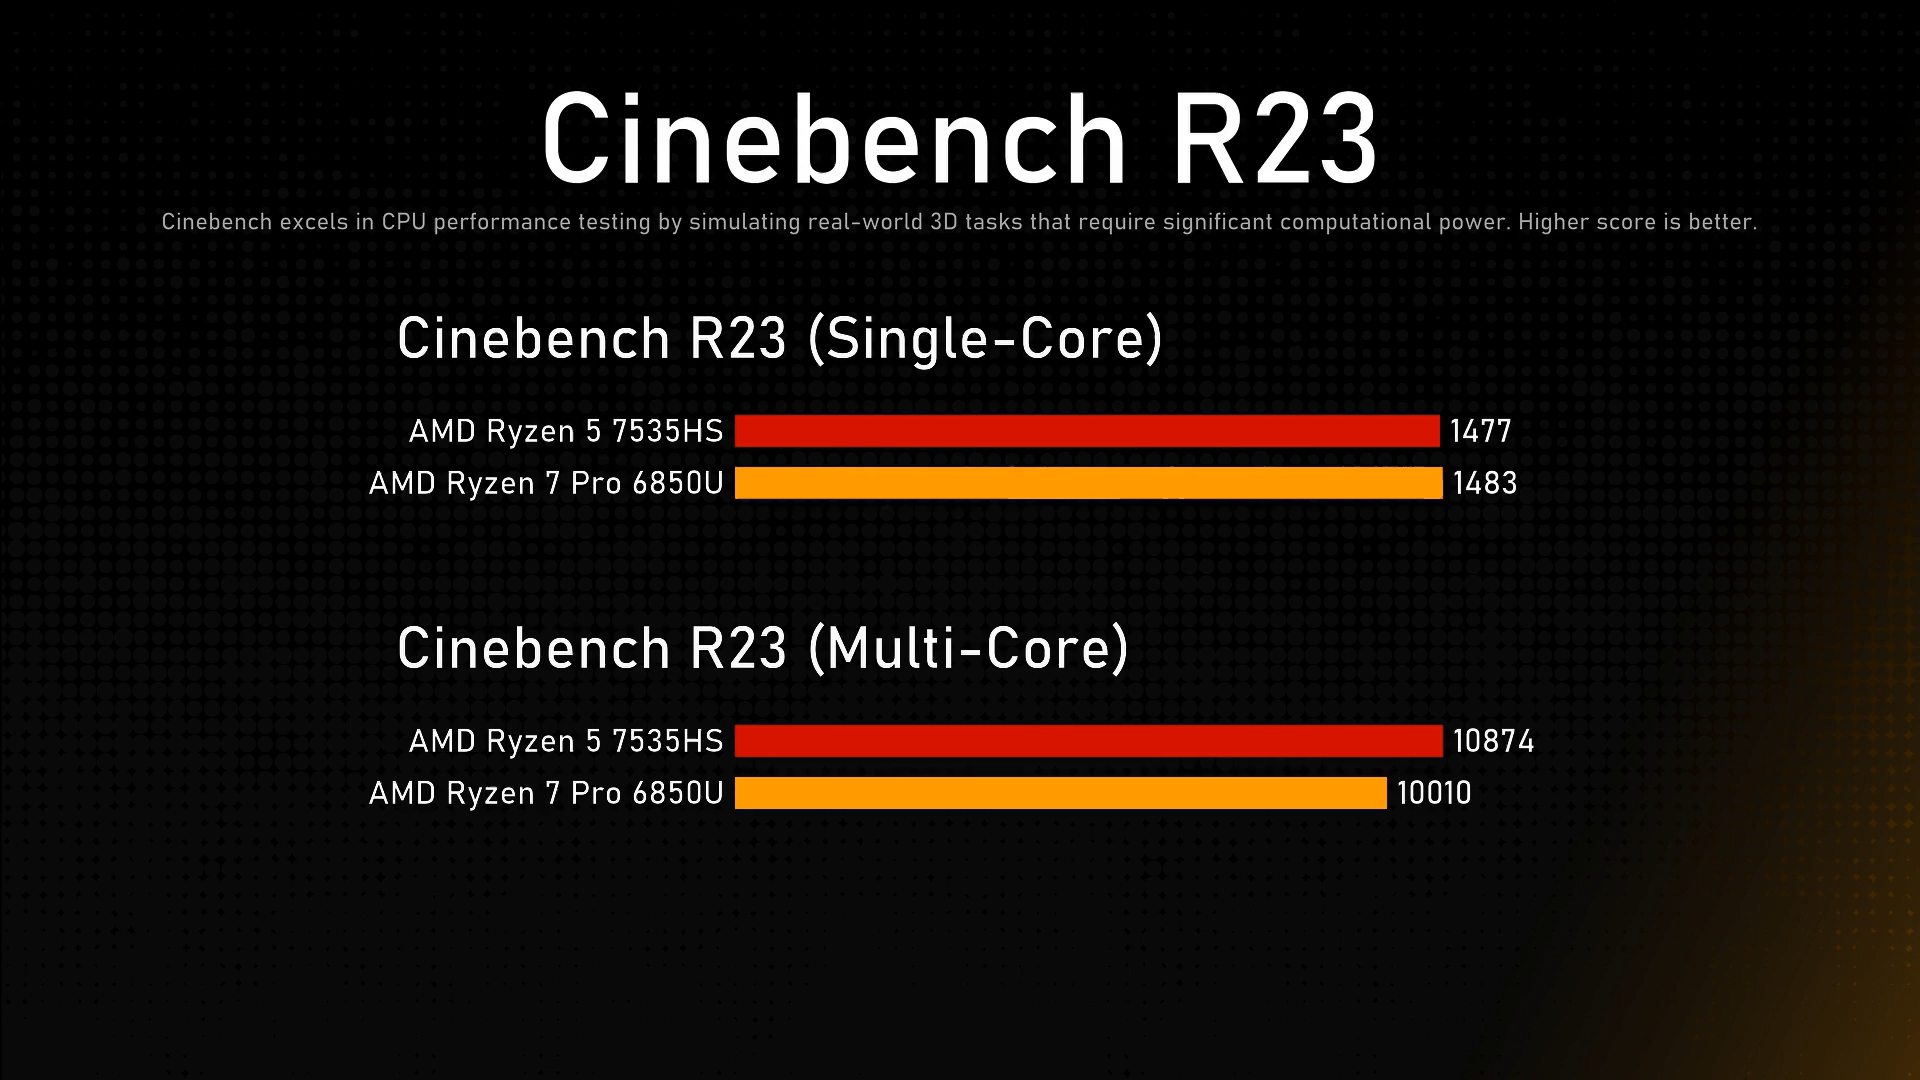 Cinebench R23
Cinebench excels in CPU performance testing by simulating real-world 3D tasks that require significant computational power. Higher score is better.
Cinebench R23 (Single-Core)
AMD Ryzen 5 7535HS 1477
AMD Ryzen 7 Pro 6850U 1483
Cinebench R23 (Multi-Core)
AMD Ryzen 5 7535HS 10874
AMD Ryzen 7 Pro 6850U 10010